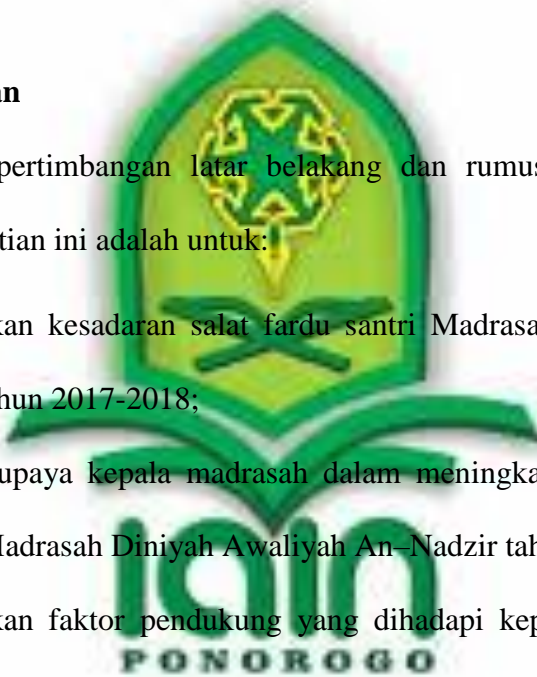 an
pertimbangan latar belakang dan rumus
tian ini adalah untuk:
kan kesadaran salat fardu santri Madrasa
hun 2017-2018;
upaya kepala madrasah dalam meningka
Madrasah Diniyah Awaliyah An–Nadzir tah
kan faktor pendukung yang dihadapi kep
iain
PONOROGO